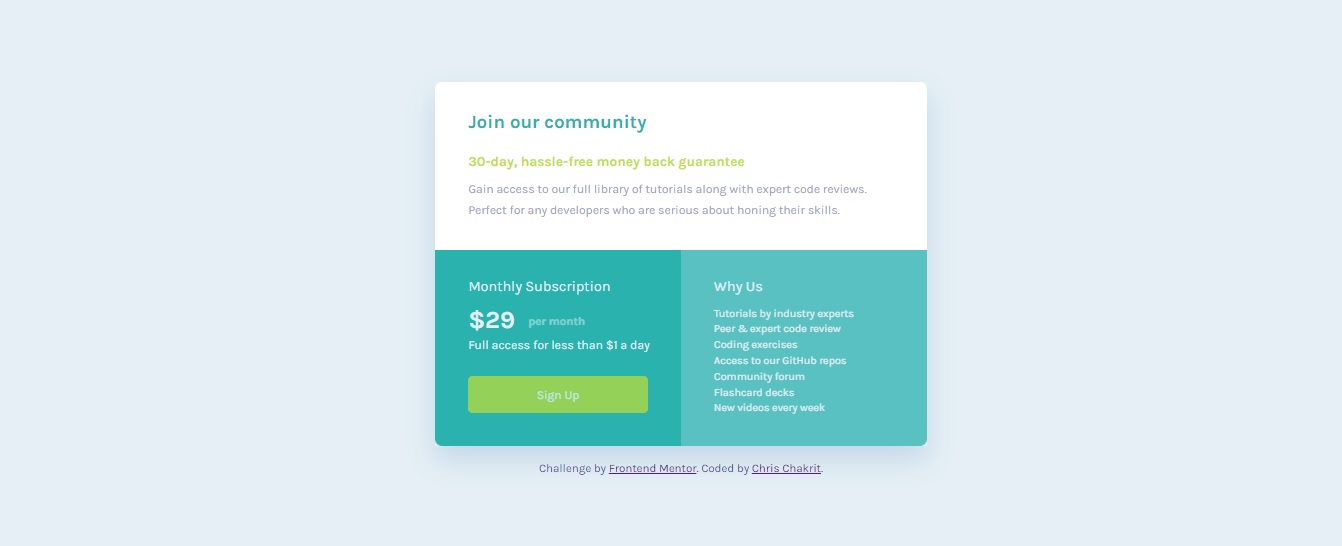 Join our community
30-day, hassle-free money back guarantee
Gain access to our full library of tutorials along with expert code reviews.
Perfect for any developers who are serious about honing their skills.
Monthly Subscription
$29 per month
Full access for less than $1 a day
Sign Up
Why Us
Tutorials by industry experts
Peer & expert code review
Coding exercises
Access to our GitHub repos
Community forum
Flashcard decks
New videos every week
Challenge by Frontend Mentor. Coded by Chris Chakrit.